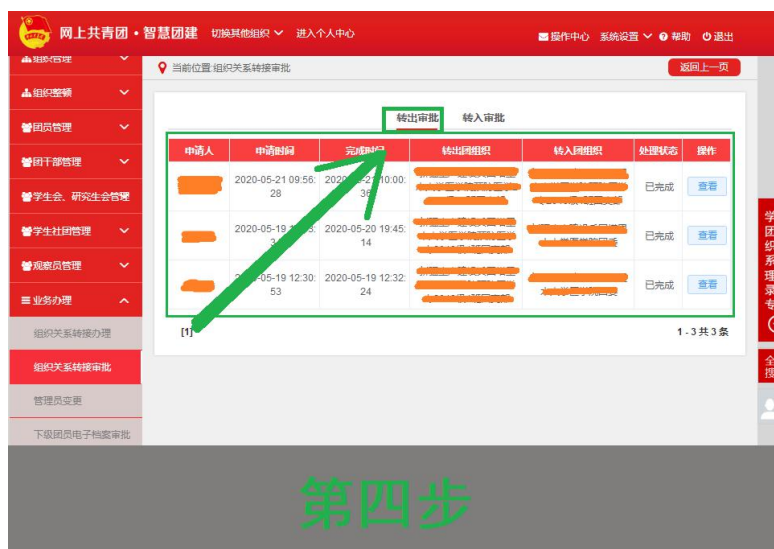 网上共青团·智慧团建 切换其他组织 进入个人中心 操作中心 系统设置 帮助 退出
组织管理
当前位置:组织关系转接审批 返回上一页
组织整顿
团员管理
团干部管理
学生会、研究生会管理
学生社团管理
观察员管理
业务办理
组织关系转接办理
组织关系转接审批
管理员变更
下级团员电子档案审批
转出审批 转入审批
申请人 申请时间 完成时间 转出团组织 转入团组织 处理状态 操作
2020-05-21 09:56:
28
10:00:
已完成 查看
2020-05-19
2020-05-20 19:45:
14
已完成 查看
05-19 12:30:
53
2020-05-19 12:32:
24
已完成 查看
[1] 1 - 3 共 3 条
第四步